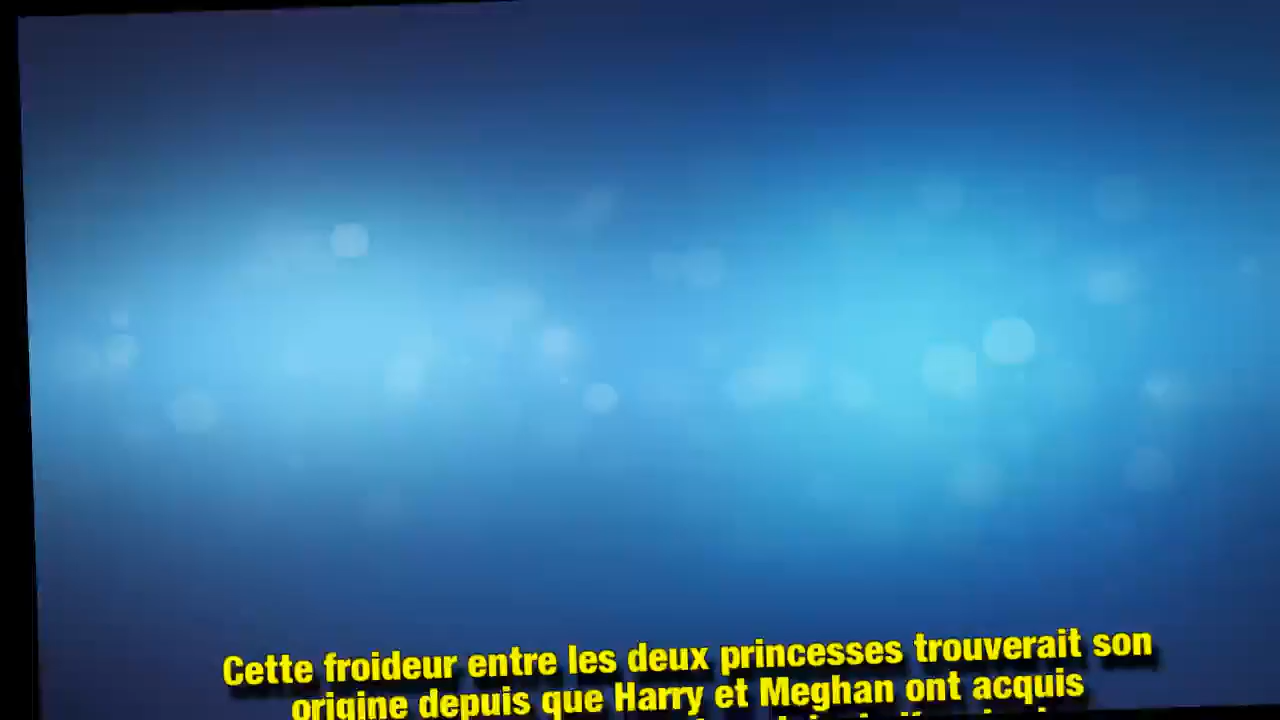 Cette froideur entre les deux princesses trouverait son
origine depuis que Harry et Meghan ont acquis